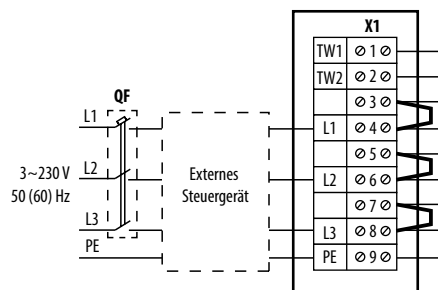 X1
TW1 1
TW2 2
3
L1 4
5
L2 6
7
L3 8
PE 9
QF
L1
L2
L3
PE
3~230 V
50 (60) Hz
Externes
Steuergerät